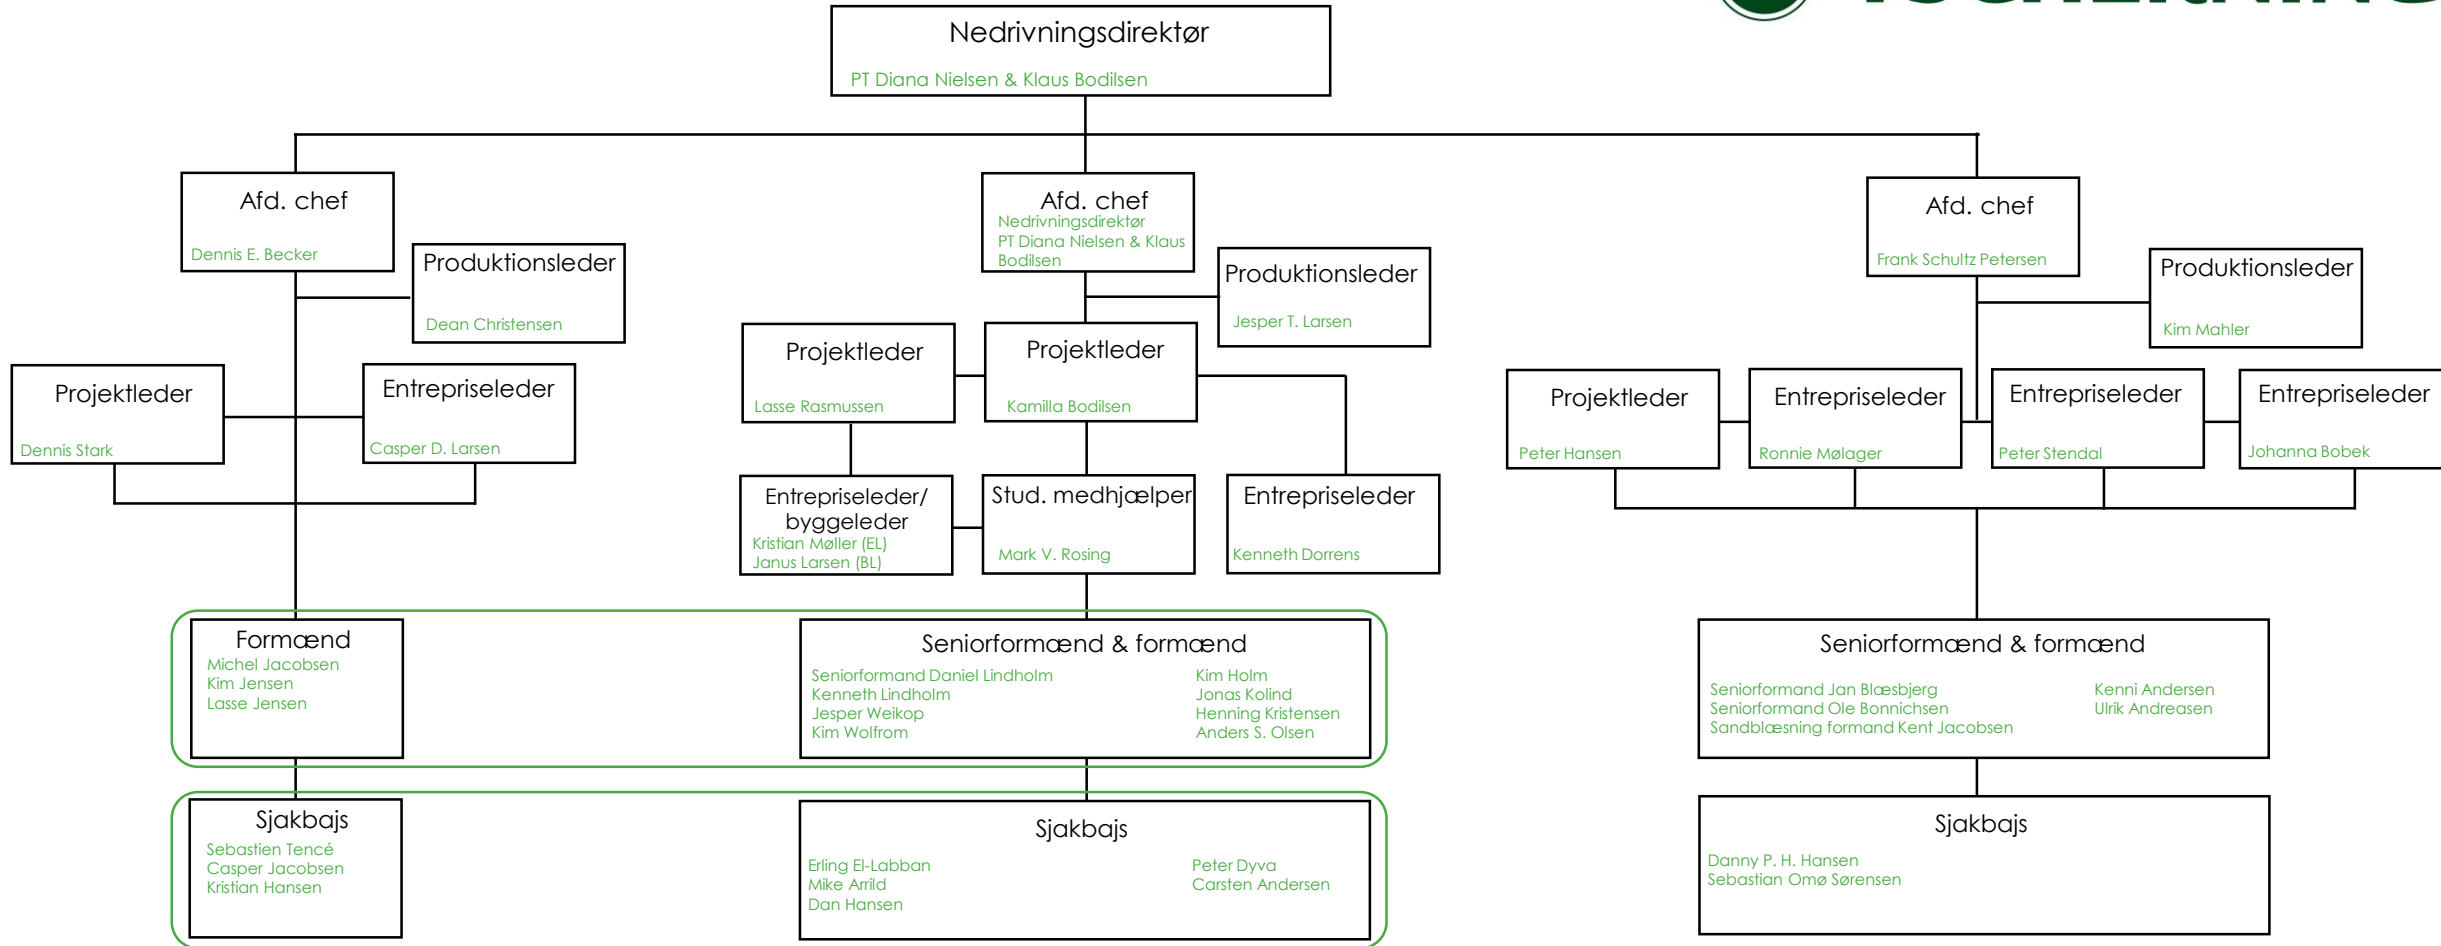 Nedrivningsdirektør
PT Diana Nielsen & Klaus Bodilsen
Afd. chef
Dennis E. Becker
Produktionsleder
Dean Christensen
Projektleder
Dennis Stark
Entrepriseleder
Casper D. Larsen
Formænd
Michel Jacobsen
Kim Jensen
Lasse Jensen
Sjakbajs
Sebastien Tencé
Casper Jacobsen
Kristian Hansen
Afd. chef
Nedrivningsdirektør
PT Diana Nielsen & Klaus
Bodilsen
Produktionsleder
Jesper T. Larsen
Projektleder
Lasse Rasmussen
Projektleder
Kamilla Bodilsen
Entrepriseleder/
byggeleder
Kristian Møller (EL)
Janus Larsen (BL)
Stud. medhjælper
Mark V. Rosing
Entrepriseleder
Kenneth Dorrens
Seniorformænd & formænd
Seniorformand Daniel Lindholm
Kenneth Lindholm
Jesper Weikop
Kim Wolfrom
Kim Holm
Jonas Kolind
Henning Kristensen
Anders S. Olsen
Sjakbajs
Erling El-Labban
Mike Arrild
Dan Hansen
Peter Dyva
Carsten Andersen
Afd. chef
Frank Schultz Petersen
Produktionsleder
Kim Mahler
Projektleder
Peter Hansen
Entrepriseleder
Ronnie Mølager
Entrepriseleder
Peter Stendal
Entrepriseleder
Johanna Bobek
Seniorformænd & formænd
Seniorformand Jan Blæsbjerg
Seniorformand Ole Bonnichsen
Sandblæsning formand Kent Jacobsen
Kenni Andersen
Ulrik Andreasen
Sjakbajs
Danny P. H. Hansen
Sebastian Omø Sørensen